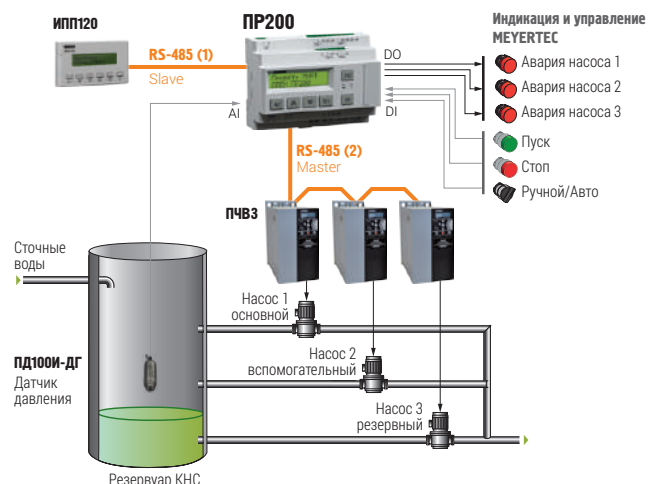 ИПП120
ПР200
Индикация и управление
MEYERTEC
RS-485 (1)
Slave
DO
Авария насоса 1
Авария насоса 2
Авария насоса 3
AI
DI
Пуск
Стоп
Ручной/Авто
RS-485 (2)
Master
ПЧВ3
Сточные
воды
Насос 1
основной
Насос 2
вспомогательный
ПД100И-ДГ
Датчик
давления
Насос 3
резервный
Резервуар КНС